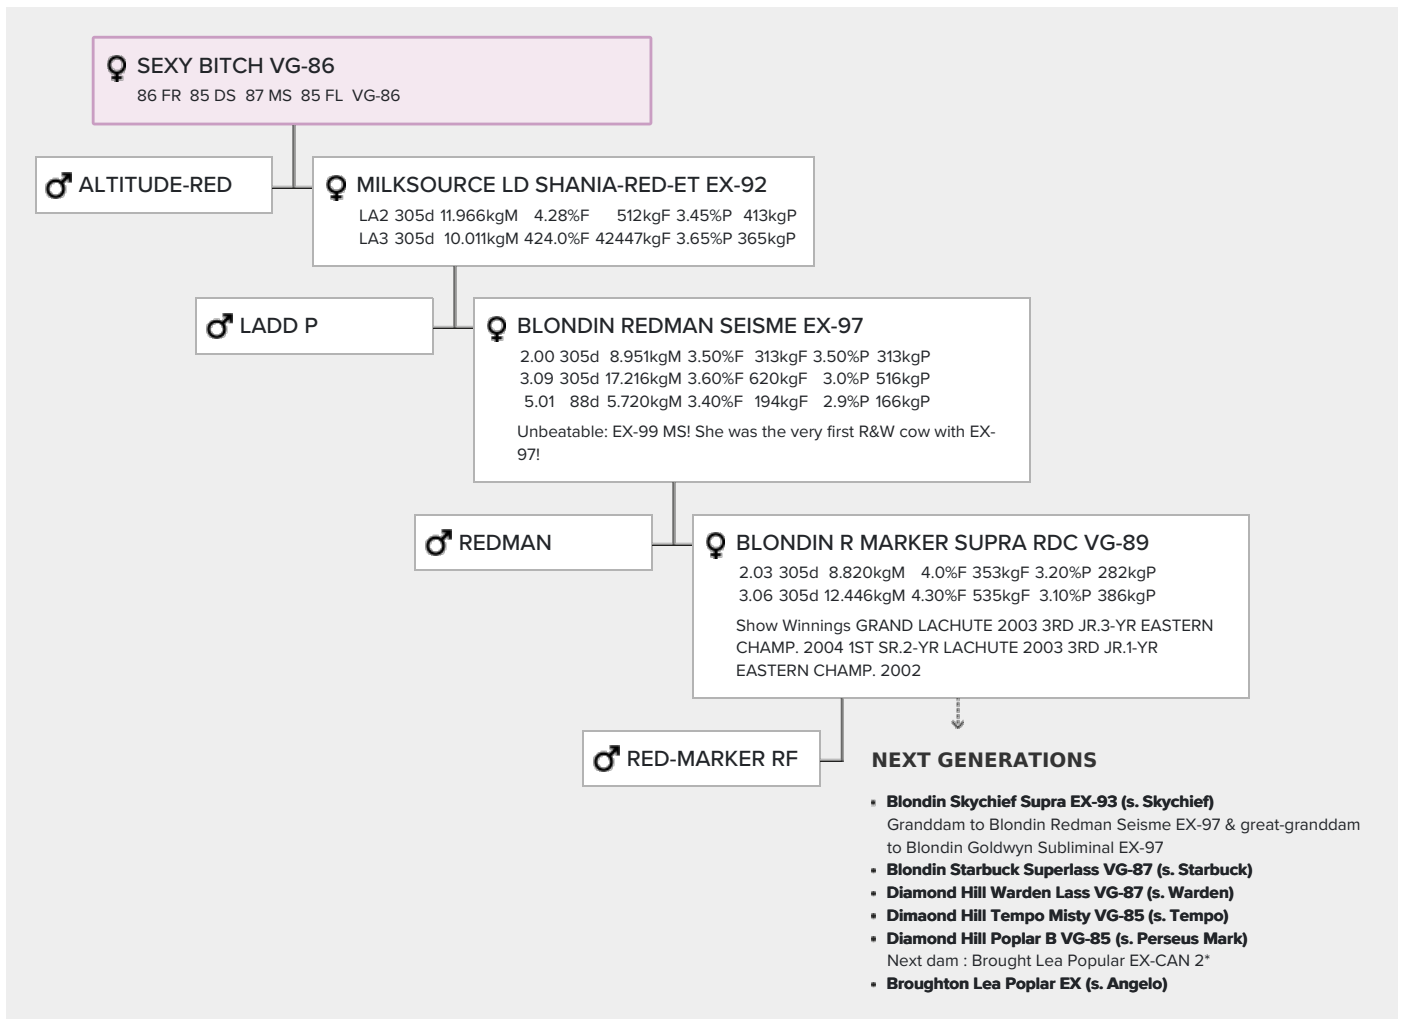 SEXY BITCH VG-86
86 FR 85 DS 87 MS 85 FL VG-86
ALTITUDE-RED
MILKSOURCE LD SHANIA-RED-ET EX-92
LA2 305d 11.966kgM 4.28%F 512kgF 3.45%P 413kgP
LA3 305d 10.011kgM 424.0%F 42447kgF 3.65%P 365kgP
LADD P
BLONDIN REDMAN SEISME EX-97
2.00 305d 8.951kgM 3.50%F 313kgF 3.50%P 313kgP
3.09 305d 17.216kgM 3.60%F 620kgF 3.0%P 516kgP
5.01 88d 5.720kgM 3.40%F 194kgF 2.9%P 166kgP
Unbeatable: EX-99 MS! She was the very first R&W cow with EX-
97!
REDMAN
BLONDIN R MARKER SUPRA RDC VG-89
2.03 305d 8.820kgM 4.0%F 353kgF 3.20%P 282kgP
3.06 305d 12.446kgM 4.30%F 535kgF 3.10%P 386kgP
Show Winnings GRAND LACHUTE 2003 3RD JR.3-YR EASTERN
CHAMP. 2004 1ST SR.2-YR LACHUTE 2003 3RD JR.1-YR
EASTERN CHAMP. 2002
RED-MARKER RF
NEXT GENERATIONS
Blondin Skychief Supra EX-93 (s. Skychief)
Granddam to Blondin Redman Seisme EX-97 & great-granddam
to Blondin Goldwyn Subliminal EX-97
Blondin Starbuck Superlass VG-87 (s. Starbuck)
Diamond Hill Warden Lass VG-87 (s. Warden)
Dimaond Hill Tempo Misty VG-85 (s. Tempo)
Diamond Hill Poplar B VG-85 (s. Perseus Mark)
Next dam : Brought Lea Popular EX-CAN 2*
Broughton Lea Poplar EX (s. Angelo)